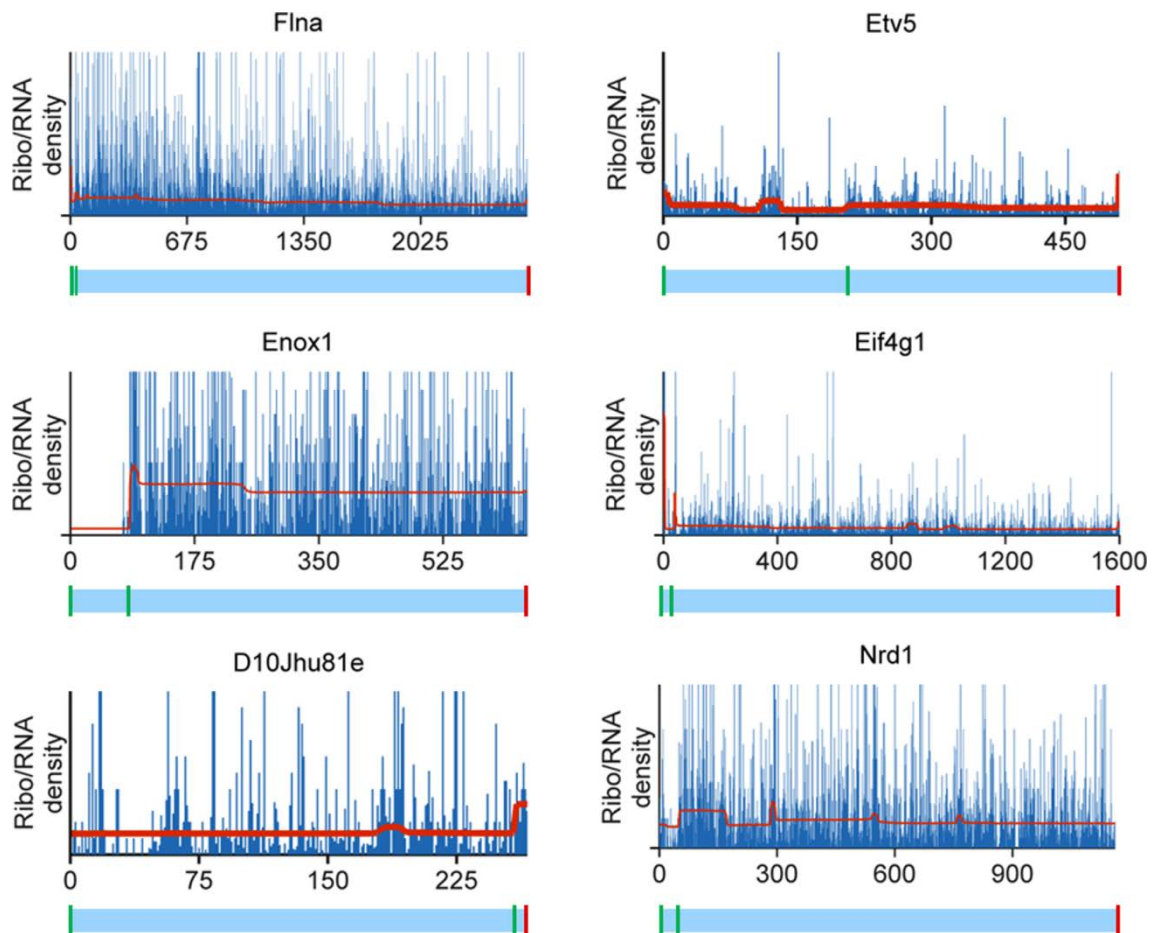 Flna
Ribo/RNA
density
0 675 1350 2025
Etv5
Ribo/RNA
density
0 150 300 450
Enox1
Ribo/RNA
density
0 175 350 525
Eif4g1
Ribo/RNA
density
0 400 800 1200 1600
D10Jhu81e
Ribo/RNA
density
0 75 150 225
Nrd1
Ribo/RNA
density
0 300 600 900